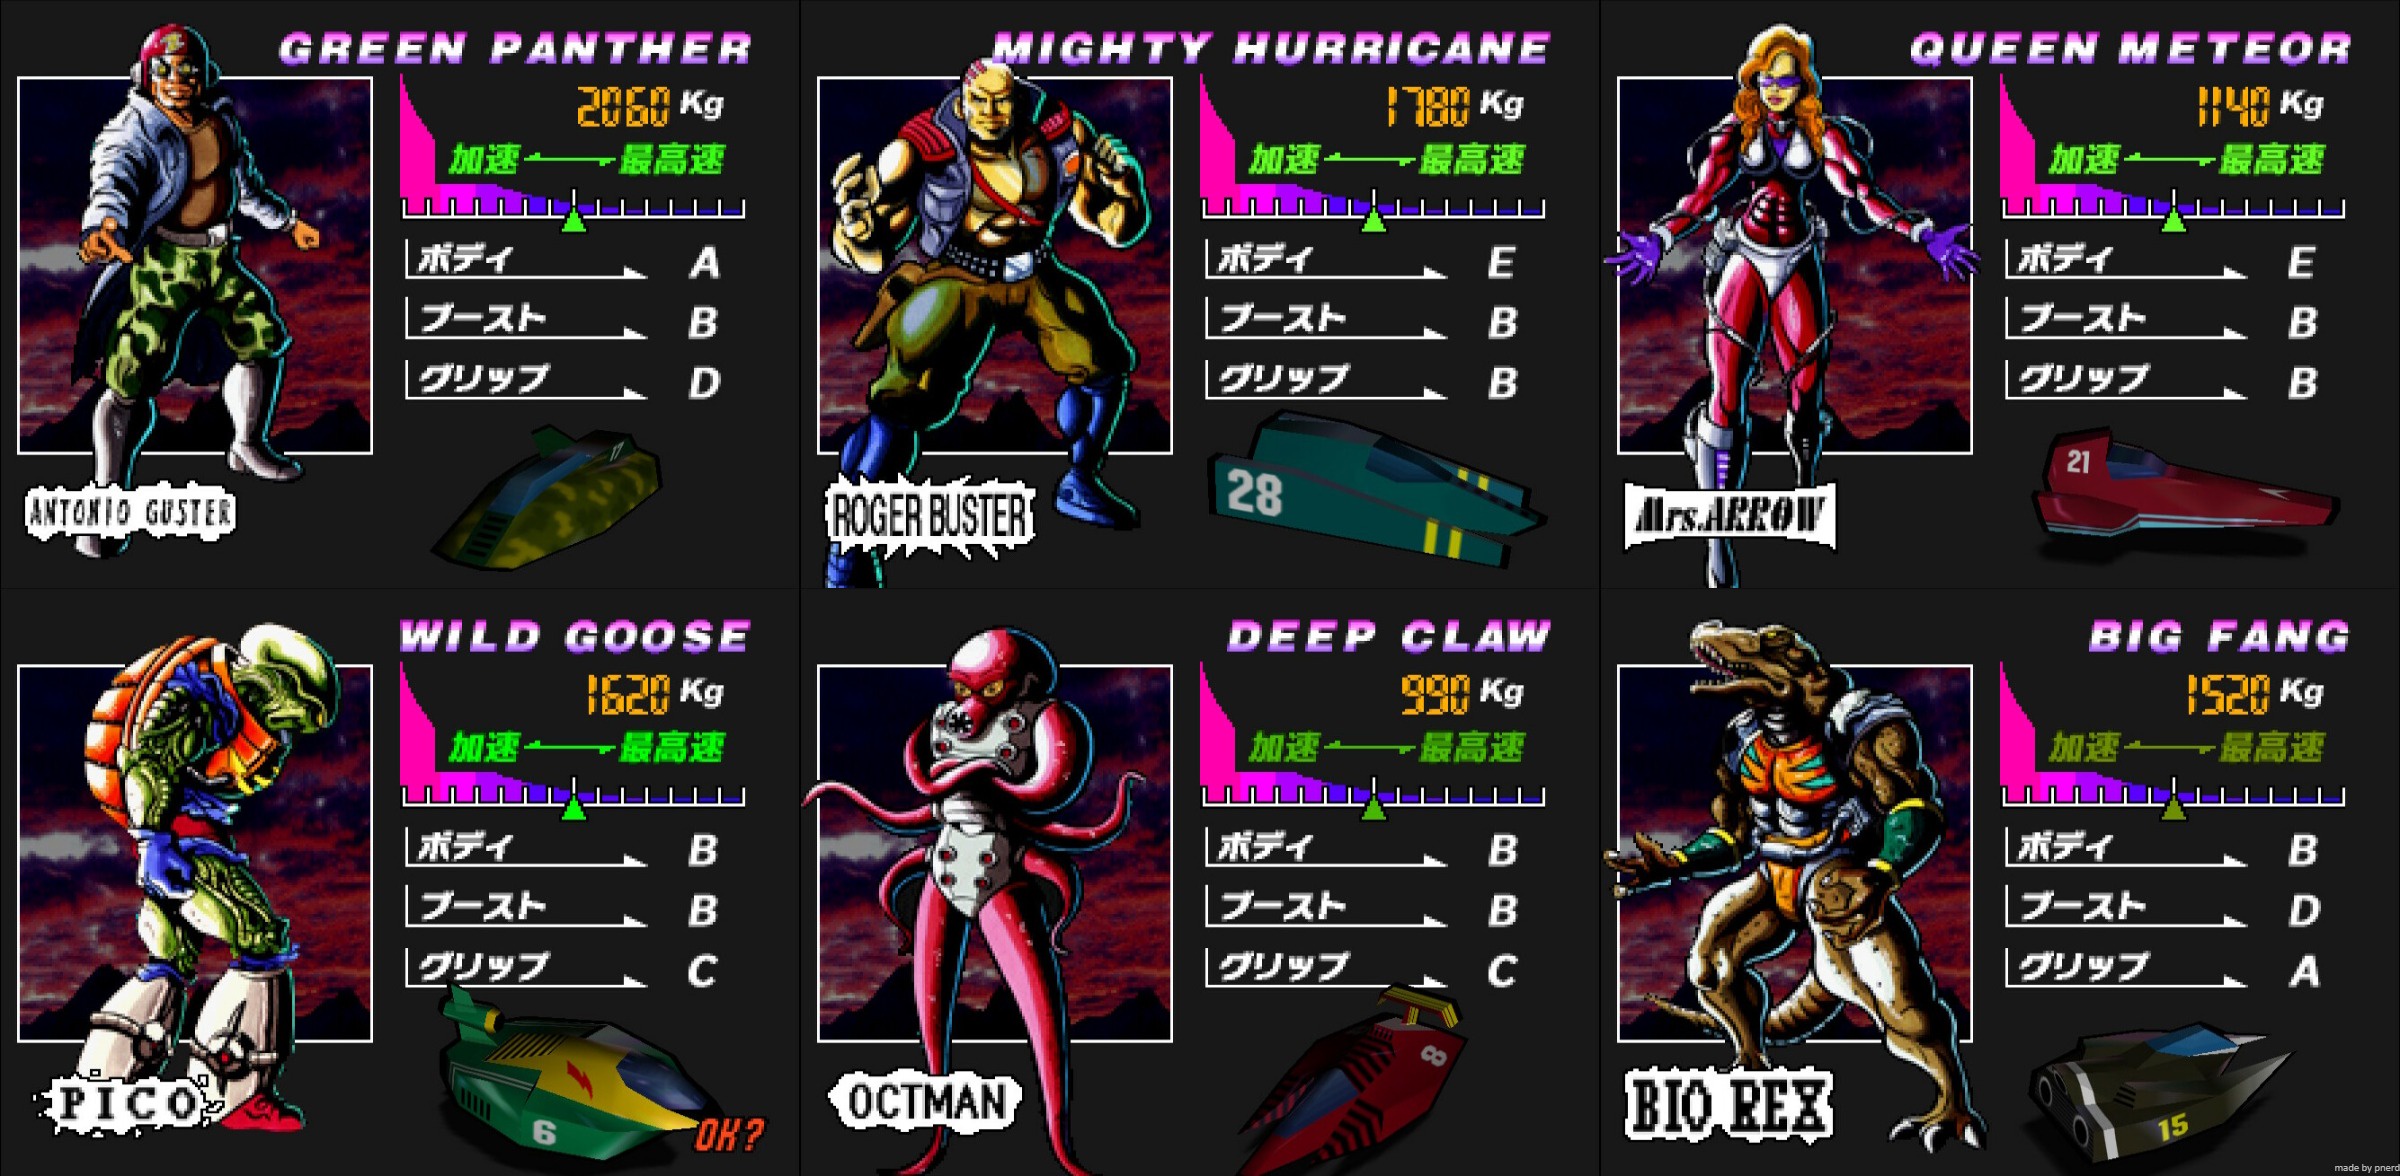 GREEN PANTHER
2060 Kg
加速 最高速
ボディ A
ブースト B
グリップ D
17
ANTONIO GUSTER
MIGHTY HURRICANE
1780 Kg
加速 最高速
ボディ E
ブースト B
グリップ B
28
ROGER BUSTER
QUEEN METEOR
1140 Kg
加速 最高速
ボディ E
ブースト B
グリップ B
21
Mrs.ARROW
WILD GOOSE
1620 Kg
加速 最高速
ボディ B
ブースト B
グリップ C
PICO
6
OK?
DEEP CLAW
990 Kg
加速 最高速
ボディ B
ブースト B
グリップ C
8
OCTMAN
BIG FANG
1520 Kg
加速 最高速
ボディ B
ブースト D
グリップ A
BIO REX
15
made by pnerd